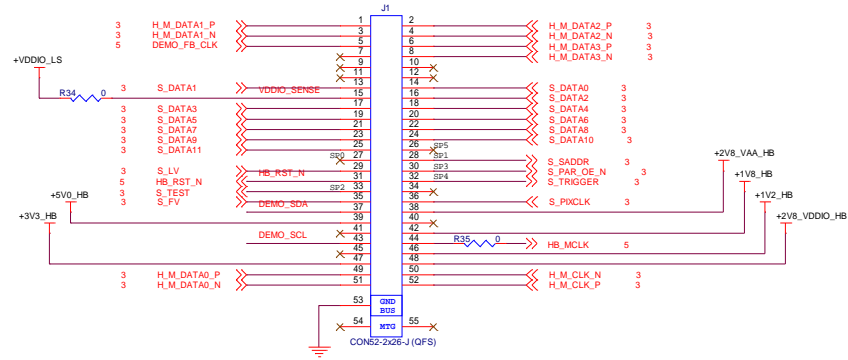 J1
3 H_M_DATA1_P 1 2 H_M_DATA2_P 3
3 H_M_DATA1_N 3 4 H_M_DATA2_N 3
5 DEMO_FB_CLK 5 6 H_M_DATA3_P 3
7 8 H_M_DATA3_N 3
+VDDIO_LS 9 10
11 12
3 S_DATA1 VDDIO_SENSE 13 14 S_DATA0 3
R34 0 15 16 S_DATA2 3
3 S_DATA3 17 18 S_DATA4 3
3 S_DATA5 19 20 S_DATA6 3
3 S_DATA7 21 22 S_DATA8 3
3 S_DATA9 23 24 S_DATA10 3
3 S_DATA11 25 26 SP5
SP0 27 28 SP1 S_SADDR 3
3 S_LV HB_RST_N 29 30 SP3 S_PAR_OE_N 3
5 HB_RST_N 31 32 SP4 S_TRIGGER 3
3 S_TEST SP2 33 34
3 S_FV 35 36 S_PIXCLK 3
DEMO_SDA 37 38
39 40
41 42
DEMO_SCL 43 44 R35 0 HB_MCLK 5
45 46
47 48
3 H_M_DATA0_P 49 50 H_M_CLK_N 3
3 H_M_DATA0_N 51 52 H_M_CLK_P 3
+5V0_HB
+3V3_HB
+2V8_VAA_HB
+1V8_HB
+1V2_HB
+2V8_VDDIO_HB
53 GND
BUS
54 MTG 55
CON52-2x26-J (QFS)